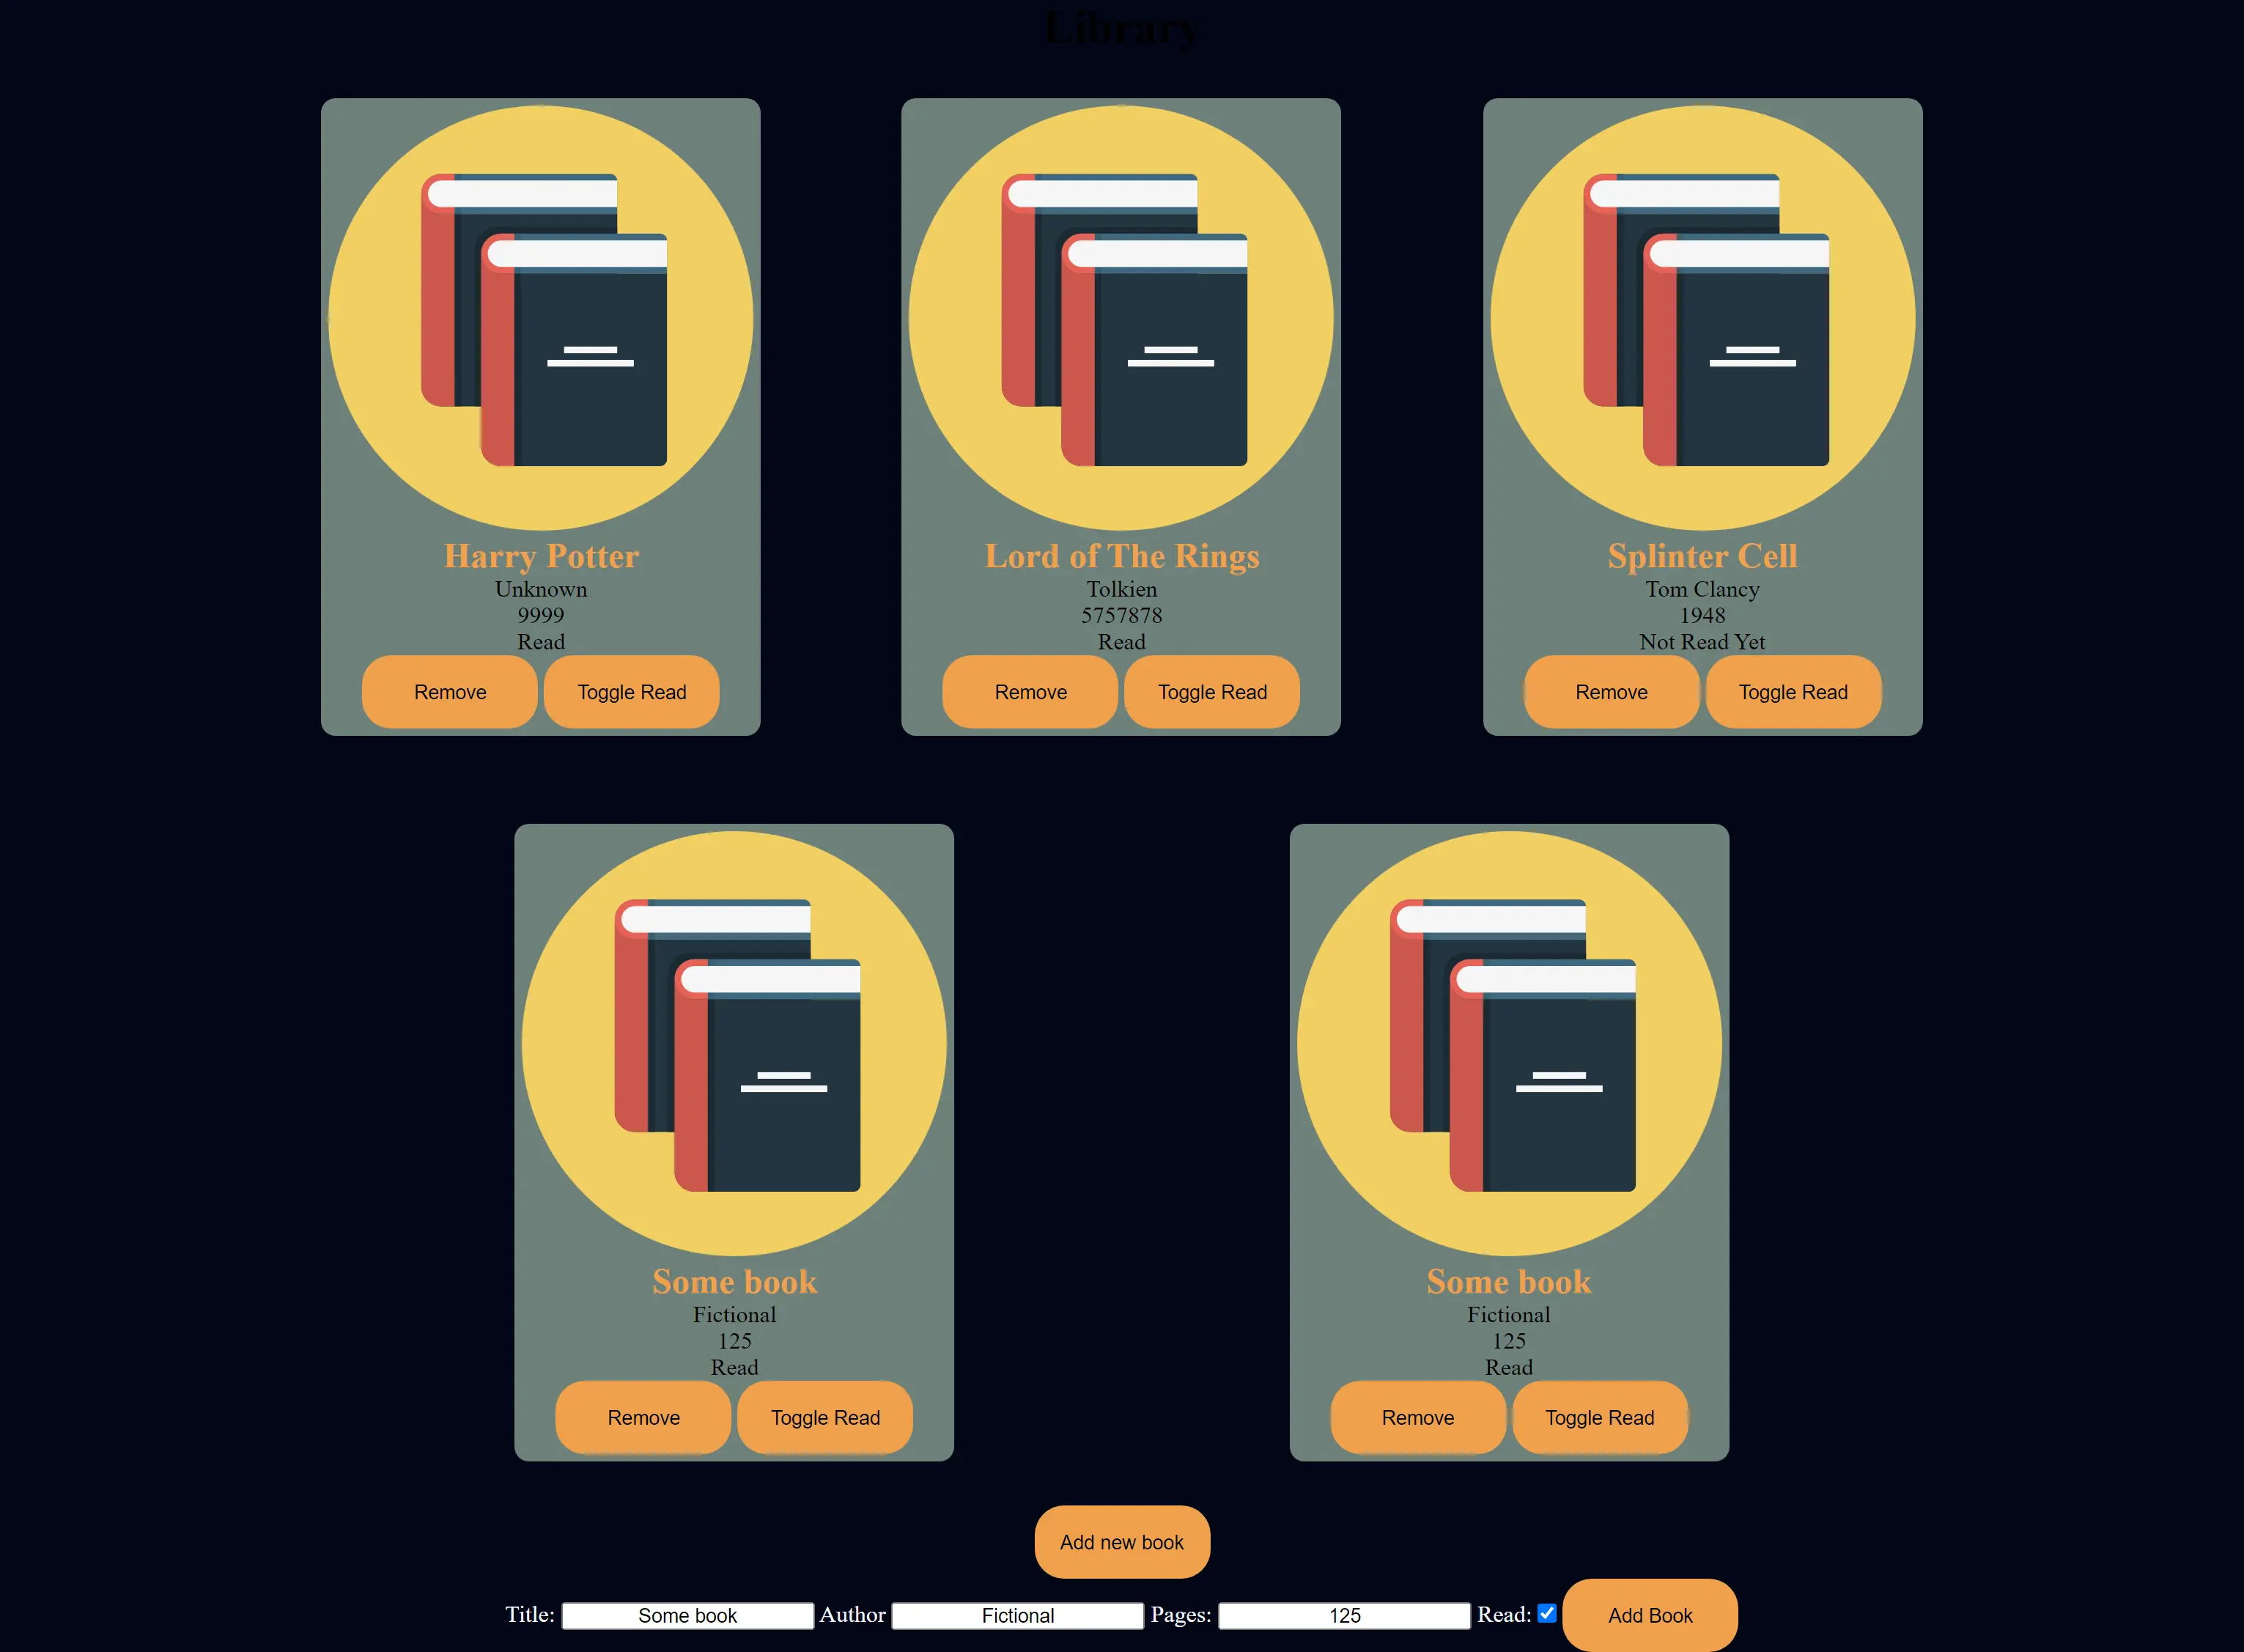 Library
Harry Potter
Unknown
9999
Read
Remove Toggle Read
Lord of The Rings
Tolkien
5757878
Read
Remove Toggle Read
Splinter Cell
Tom Clancy
1948
Not Read Yet
Remove Toggle Read
Some book
Fictional
125
Read
Remove Toggle Read
Some book
Fictional
125
Read
Remove Toggle Read
Add new book
Title: Some book Author Fictional Pages: 125 Read: Add Book